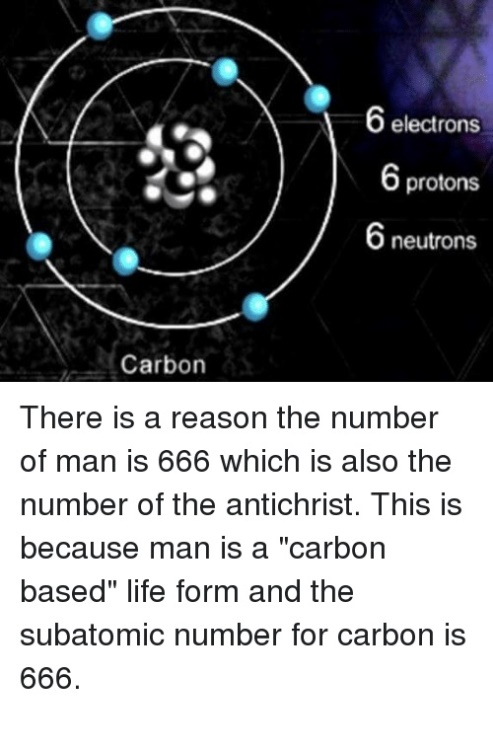 6 electrons
6 protons
6 neutrons
Carbon
There is a reason the number
of man is 666 which is also the
number of the antichrist. This is
because man is a "carbon
based" life form and the
subatomic number for carbon is
666.